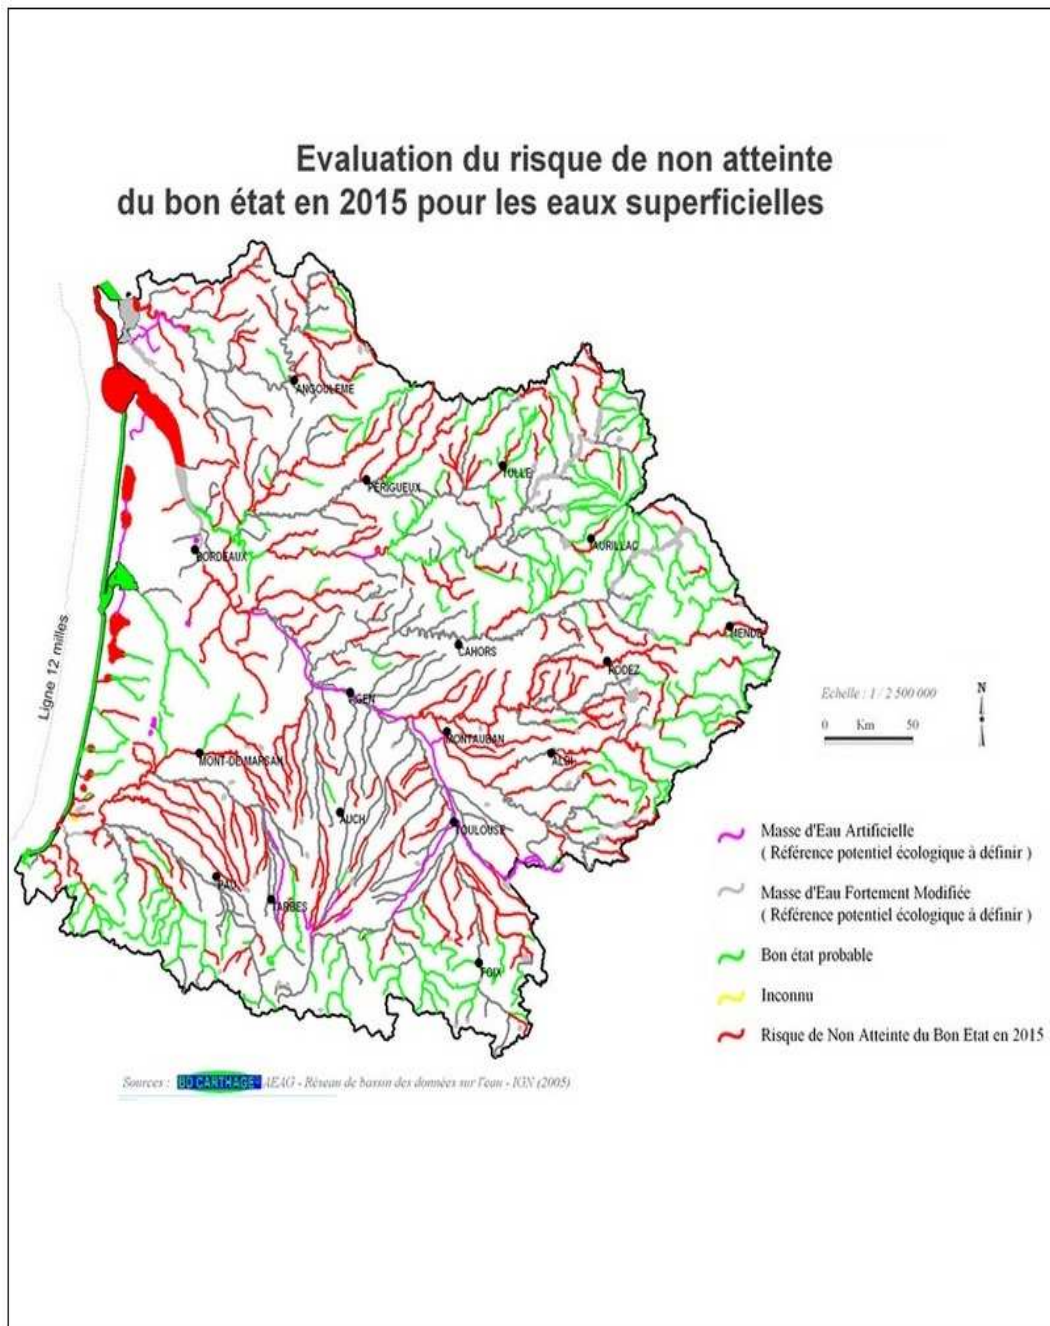 Evaluation du risque de non atteinte
du bon état en 2015 pour les eaux superficielles
ANGOULEME
TULLE
PERIGUEUX
AURILLAC
BORDEAUX
MENDE
Ligne 12 milles
CAHORS
RODEZ
AGEN
MONTAUBAN
MONT-DE-MARSAN
ALBI
AUCH
TOULOUSE
PAU
TARBES
FOIX
Echelle : 1 / 2 500 000
N
0 Km 50
Masse d'Eau Artificielle
( Référence potentiel écologique à définir )
Masse d'Eau Fortement Modifiée
( Référence potentiel écologique à définir )
Bon état probable
Inconnu
Risque de Non Atteinte du Bon Etat en 2015
Sources : BD CARTHAGE - AEAG - Réseau de bassin des données sur l'eau - IGN (2005)